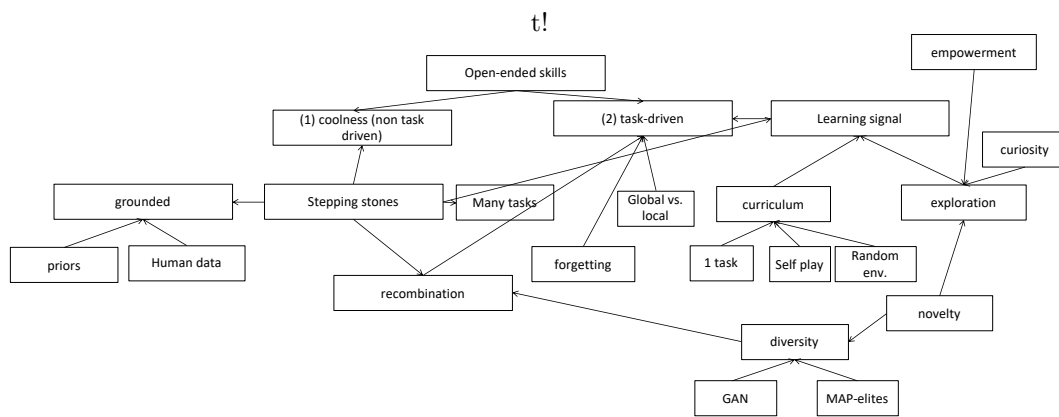 t!
empowerment
Open-ended skills
(1) coolness (non task
driven)
(2) task-driven
Learning signal
curiosity
grounded
Stepping stones
Many tasks
Global vs.
local
curriculum
exploration
priors
Human data
forgetting
1 task
Self play
Random
env.
recombination
novelty
diversity
GAN
MAP-elites